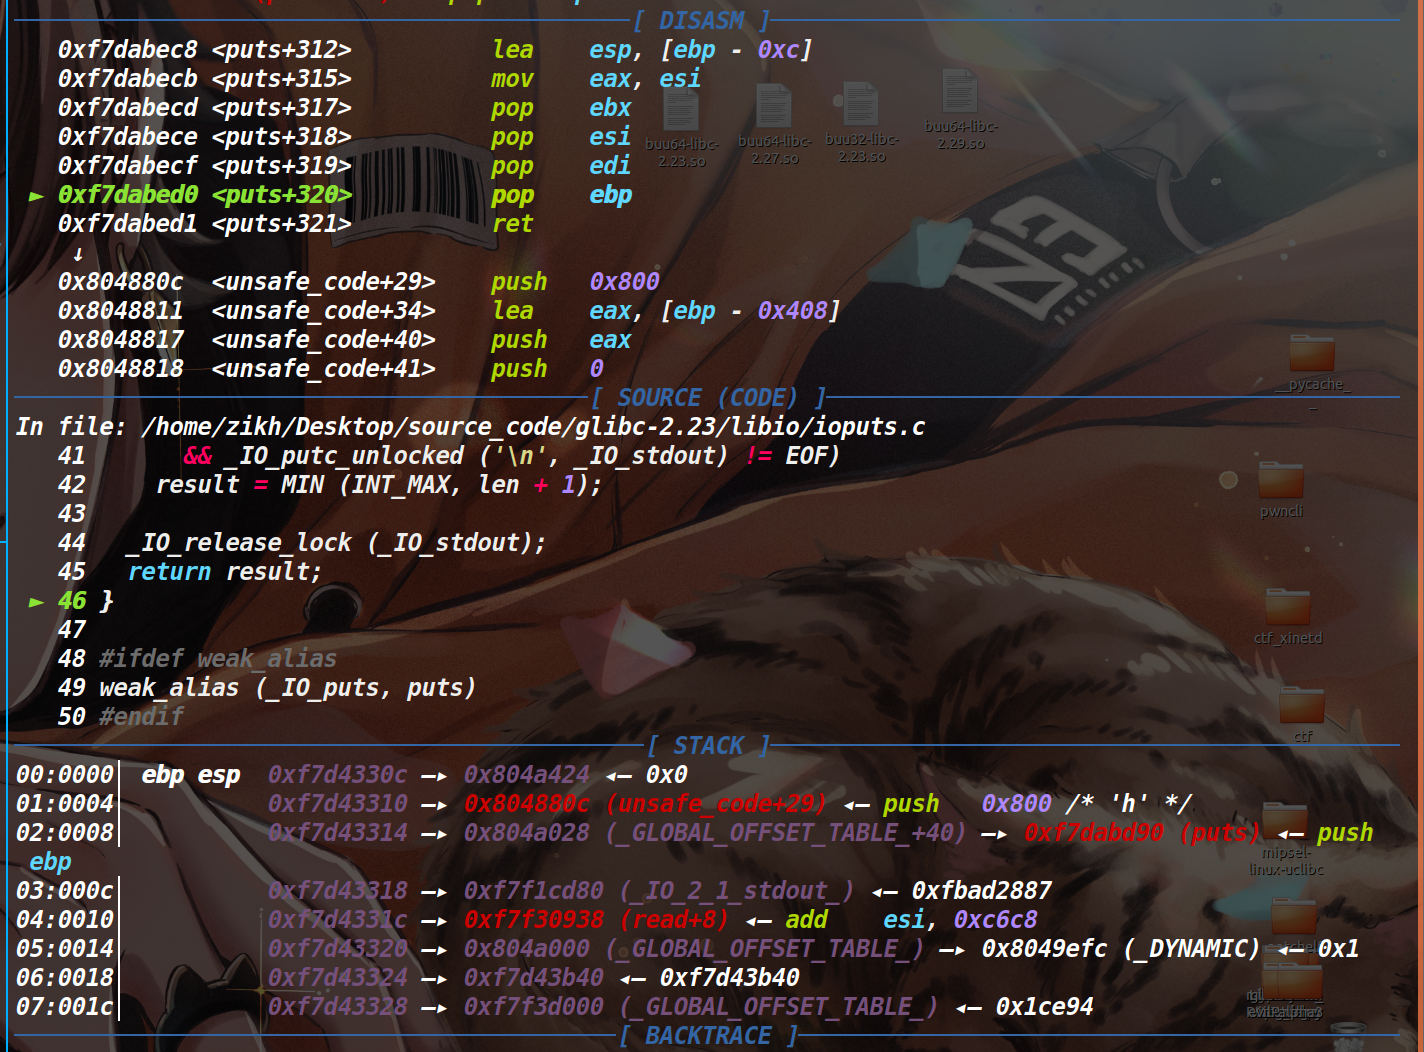 [ DISASM ]
0xf7dabec8 <puts+312> lea esp, [ebp - 0xc]
0xf7dabecb <puts+315> mov eax, esi
0xf7dabecd <puts+317> pop ebx
0xf7dabece <puts+318> pop esi
0xf7dabecf <puts+319> pop edi
► 0xf7dabed0 <puts+320> pop ebp
0xf7dabed1 <puts+321> ret
↓
0x804880c <unsafe_code+29> push 0x800
0x8048811 <unsafe_code+34> lea eax, [ebp - 0x408]
0x8048817 <unsafe_code+40> push eax
0x8048818 <unsafe_code+41> push 0
[ SOURCE (CODE) ]
In file: /home/zikh/Desktop/source_code/glibc-2.23/libio/ioputs.c
41 && _IO_putc_unlocked ('\n', _IO_stdout) != EOF)
42 result = MIN (INT_MAX, len + 1);
43
44 _IO_release_lock (_IO_stdout);
45 return result;
► 46 }
47
48 #ifdef weak_alias
49 weak_alias (_IO_puts, puts)
50 #endif
[ STACK ]
00:0000│ ebp esp 0xf7d4330c —▸ 0x804a424 ◂— 0x0
01:0004│ 0xf7d43310 —▸ 0x804880c (unsafe_code+29) ◂— push 0x800 /* 'h' */
02:0008│ 0xf7d43314 —▸ 0x804a028 (_GLOBAL_OFFSET_TABLE_+40) —▸ 0xf7dabd90 (puts) ◂— push
ebp
03:000c│ 0xf7d43318 —▸ 0xf7f1cd80 (_IO_2_1_stdout_) ◂— 0xfbad2887
04:0010│ 0xf7d4331c —▸ 0xf7f30938 (read+8) ◂— add esi, 0xc6c8
05:0014│ 0xf7d43320 —▸ 0x804a000 (_GLOBAL_OFFSET_TABLE_) —▸ 0x8049efc (_DYNAMIC) ◂— 0x1
06:0018│ 0xf7d43324 —▸ 0xf7d43b40 ◂— 0xf7d43b40
07:001c│ 0xf7d43328 —▸ 0xf7f3d000 (_GLOBAL_OFFSET_TABLE_) ◂— 0x1ce94
[ BACKTRACE ]
buu64-libc-
2.23.so
buu64-libc-
2.27.so
buu32-libc-
2.23.so
buu64-libc-
2.29.so
__pycache_
_
pwncli
ctf_xinetd
ctf
mipsel-
linux-uclibc